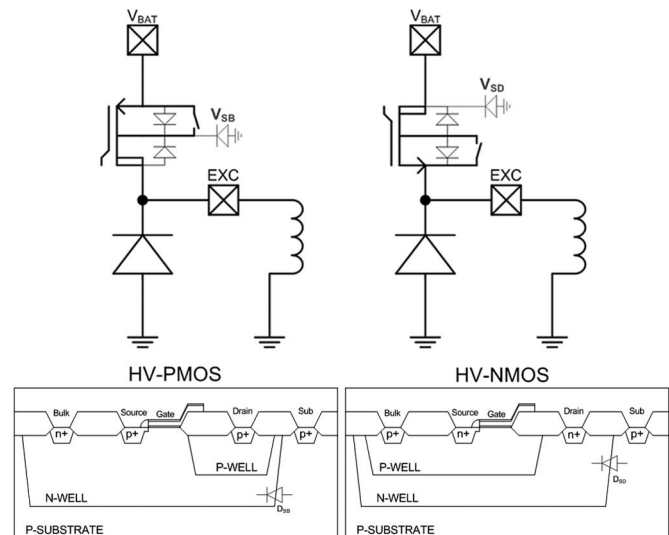 VBAT VBAT
VSB VSD
EXC EXC
HV-PMOS HV-NMOS
Bulk Source Gate Drain Sub
n+ p+ p+ p+
P-WELL
N-WELL
DSB
P-SUBSTRATE
Bulk Source Gate Drain Sub
p+ n+ n+ p+
DSD
P-WELL
N-WELL
P-SUBSTRATE